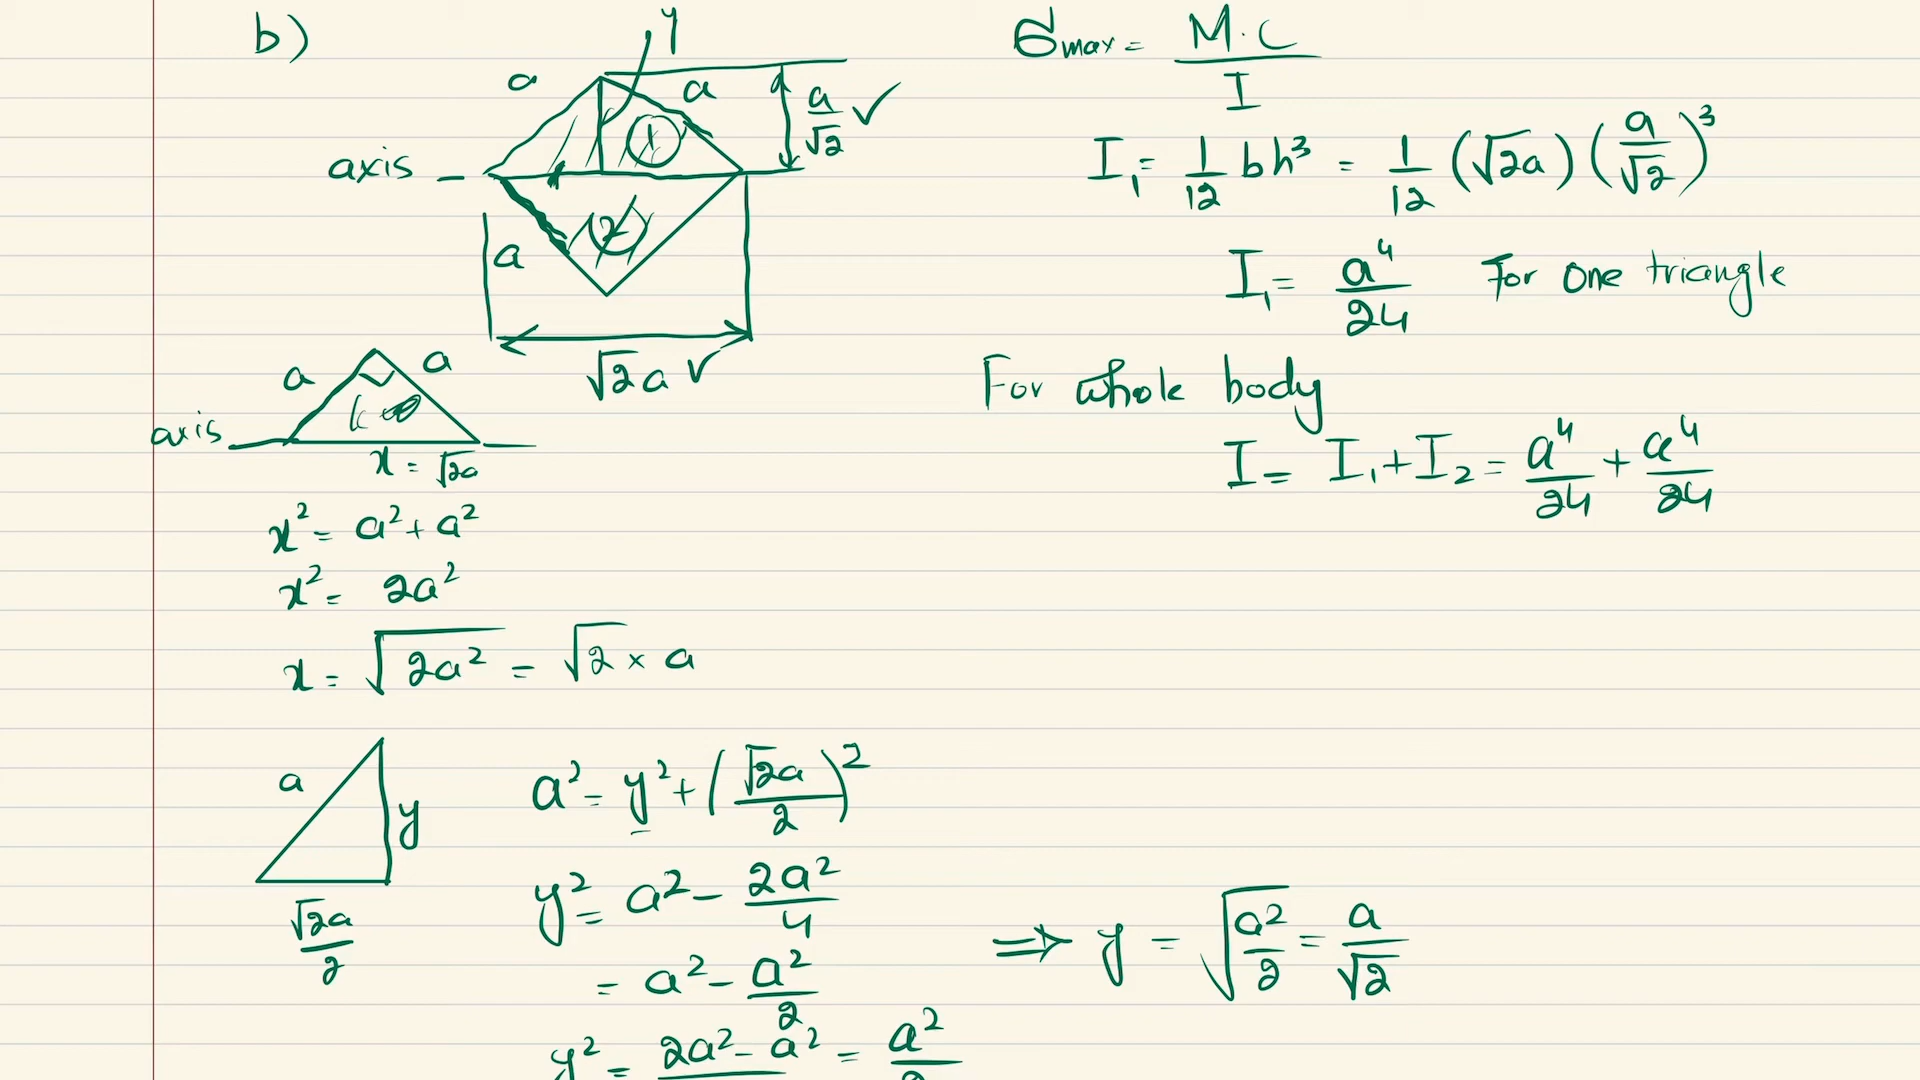 b)
y
a
a
a/√2 ✓
axis
1
2
a
√2a ✓
a
a
axis
x = √2a
x² = a² + a²
x² = 2a²
x = √2a² = √2 × a
a
y
√2a/2
a² = y² + (√2a/2)²
y² = a² - 2a²/4
= a² - a²/2
y² = 2a² - a² = a²
σmax = M.C/I
I₁ = 1/12 bh³ = 1/12 (√2a) (a/√2)³
I₁ = a⁴/24 For one triangle
For whole body
I = I₁ + I₂ = a⁴/24 + a⁴/24
⇒ y = √a²/2 = a/√2